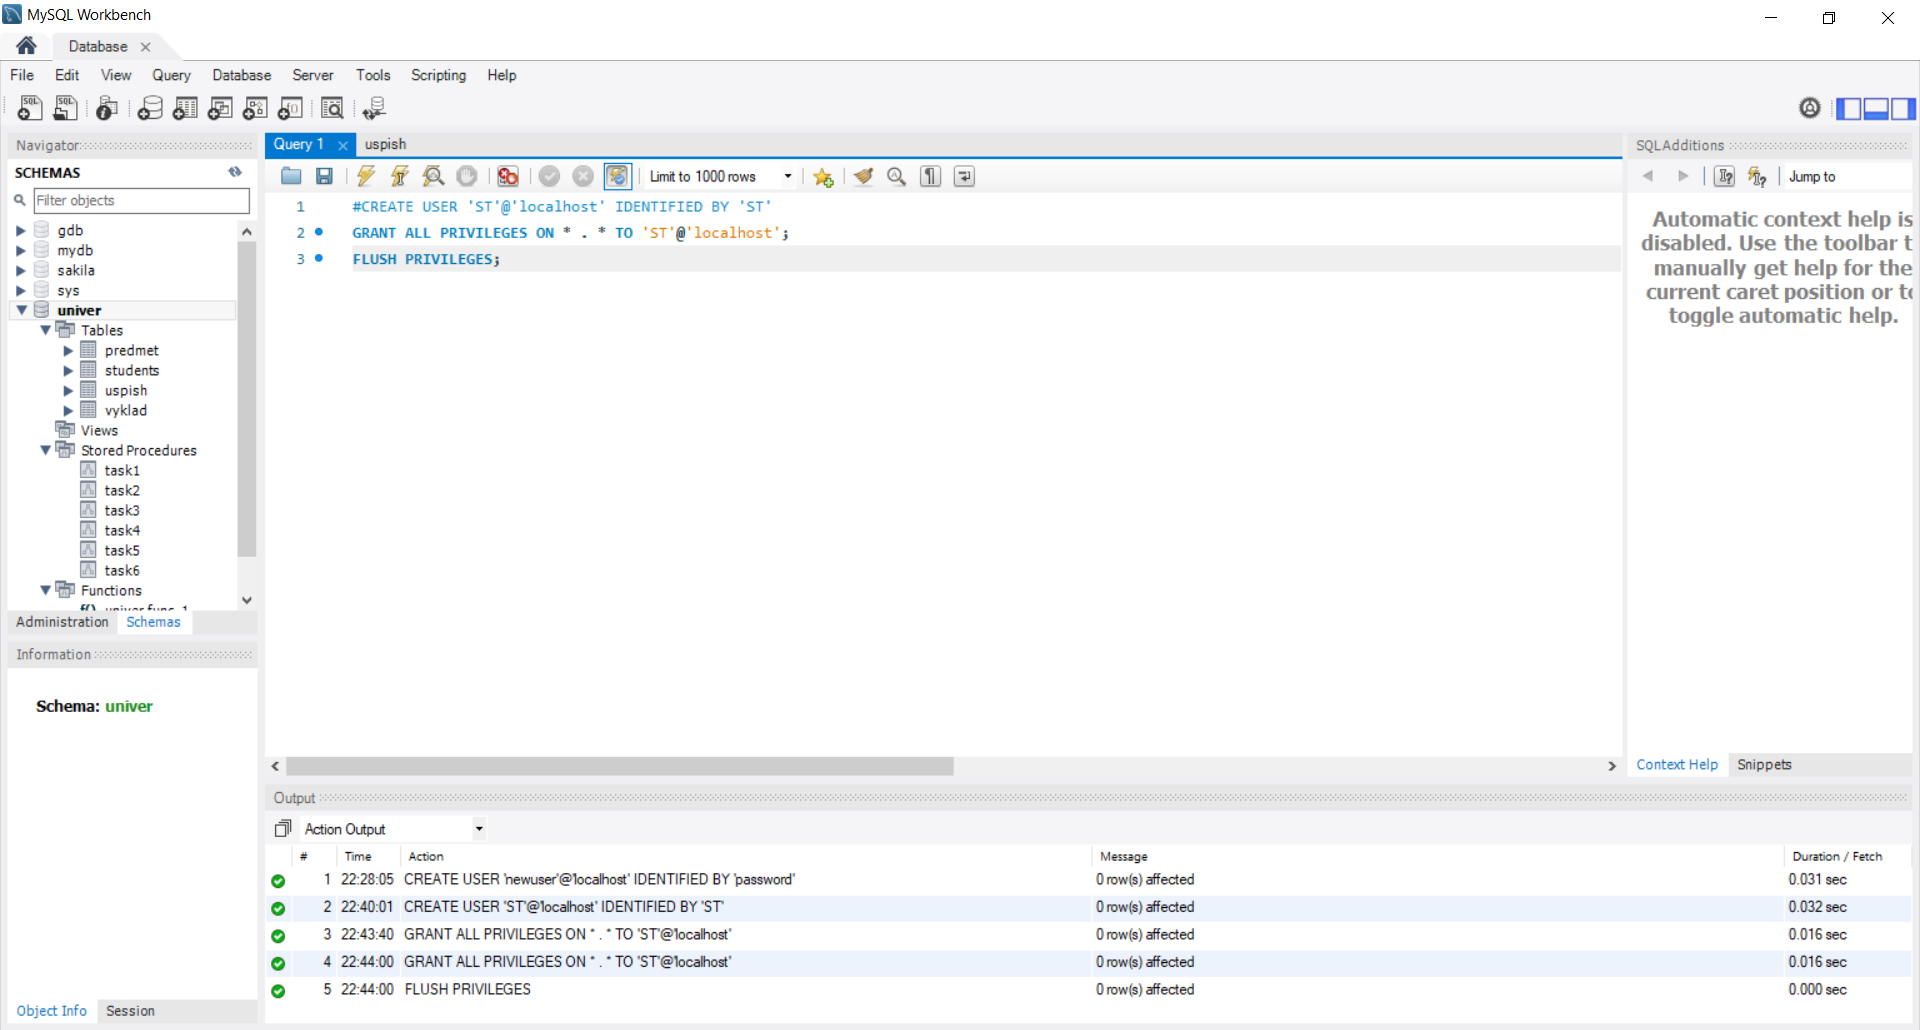 MySQL Workbench
Database
File Edit View Query Database Server Tools Scripting Help
Navigator
SCHEMAS
Filter objects
gdb
mydb
sakila
sys
univer
Tables
predmet
students
uspish
vyklad
Views
Stored Procedures
task1
task2
task3
task4
task5
task6
Functions
Administration Schemas
Information
Schema: univer
Object Info Session
Query 1 uspish
Limit to 1000 rows
1 #CREATE USER 'ST'@'localhost' IDENTIFIED BY 'ST'
2 GRANT ALL PRIVILEGES ON * . * TO 'ST'@'localhost';
3 FLUSH PRIVILEGES;
SQLAdditions
Jump to
Automatic context help is
disabled. Use the toolbar t
manually get help for the
current caret position or to
toggle automatic help.
Context Help Snippets
Output
Action Output
# Time Action Message Duration / Fetch
1 22:28:05 CREATE USER 'newuser'@'localhost' IDENTIFIED BY 'password' 0 row(s) affected 0.031 sec
2 22:40:01 CREATE USER 'ST'@'localhost' IDENTIFIED BY 'ST' 0 row(s) affected 0.032 sec
3 22:43:40 GRANT ALL PRIVILEGES ON * . * TO 'ST'@'localhost' 0 row(s) affected 0.016 sec
4 22:44:00 GRANT ALL PRIVILEGES ON * . * TO 'ST'@'localhost' 0 row(s) affected 0.016 sec
5 22:44:00 FLUSH PRIVILEGES 0 row(s) affected 0.000 sec